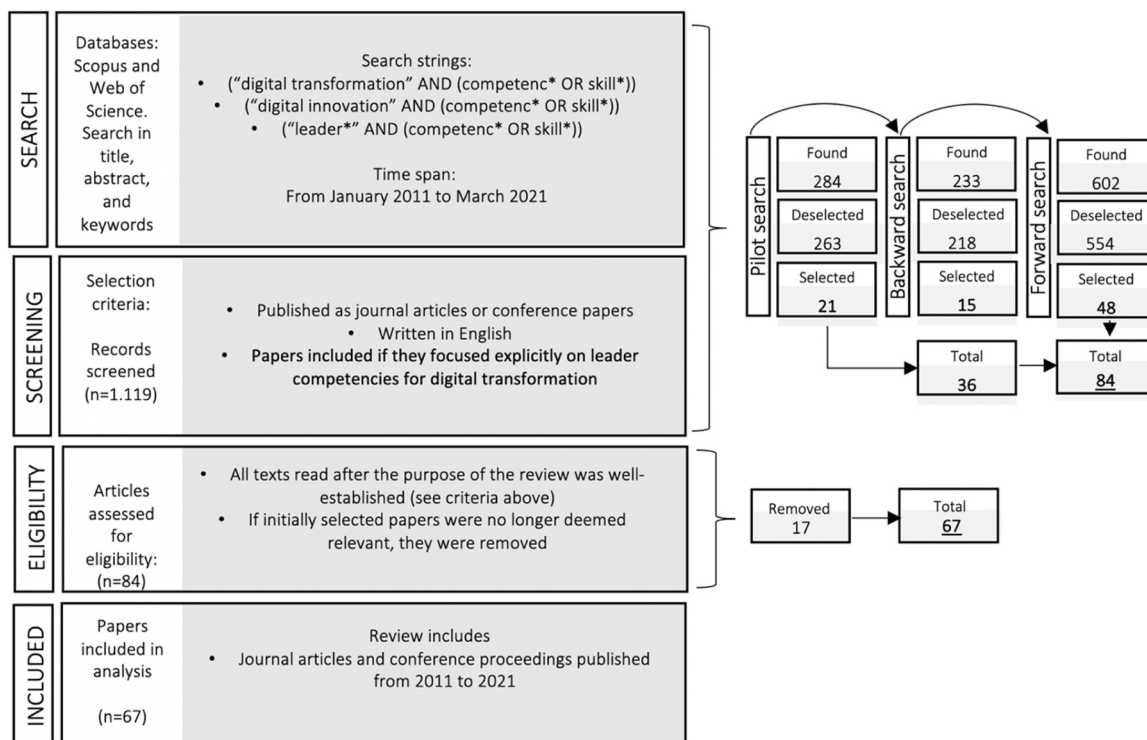 SEARCH
Databases:
Scopus and
Web of
Science.
Search in
title,
abstract,
and
keywords
Search strings:
• (“digital transformation” AND (competenc* OR skill*))
• (“digital innovation” AND (competenc* OR skill*))
• (“leader*” AND (competenc* OR skill*))
Time span:
From January 2011 to March 2021
SCREENING
Selection
criteria:
Records
screened
(n=1.119)
• Published as journal articles or conference papers
• Written in English
• Papers included if they focused explicitly on leader
competencies for digital transformation
Pilot search
Found
284
Deselected
263
Selected
21
Backward search
Found
233
Deselected
218
Selected
15
Total
36
Forward search
Found
602
Deselected
554
Selected
48
Total
84
ELIGIBILITY
Articles
assessed
for
eligibility:
(n=84)
• All texts read after the purpose of the review was well-
established (see criteria above)
• If initially selected papers were no longer deemed
relevant, they were removed
Removed
17
Total
67
INCLUDED
Papers
included in
analysis
(n=67)
Review includes
• Journal articles and conference proceedings published
from 2011 to 2021